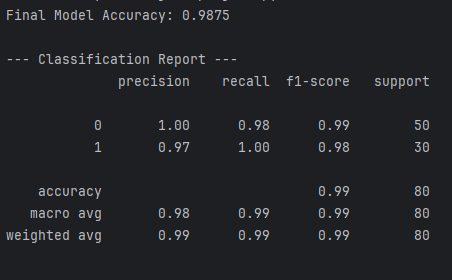 Final Model Accuracy: 0.9875
--- Classification Report ---
precision recall f1-score support
0 1.00 0.98 0.99 50
1 0.97 1.00 0.98 30
accuracy 0.99 80
macro avg 0.98 0.99 0.99 80
weighted avg 0.99 0.99 0.99 80